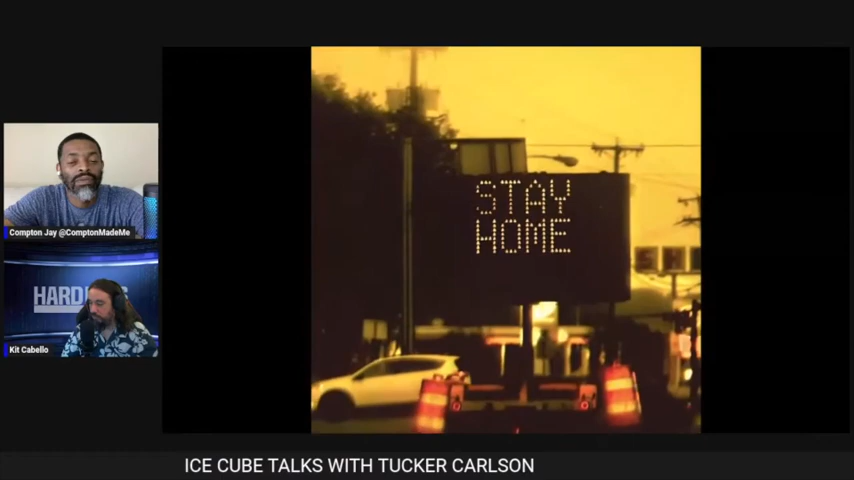 STAY
HOME
Compton Jay @ComptonMadeMe
Kit Cabello
ICE CUBE TALKS WITH TUCKER CARLSON